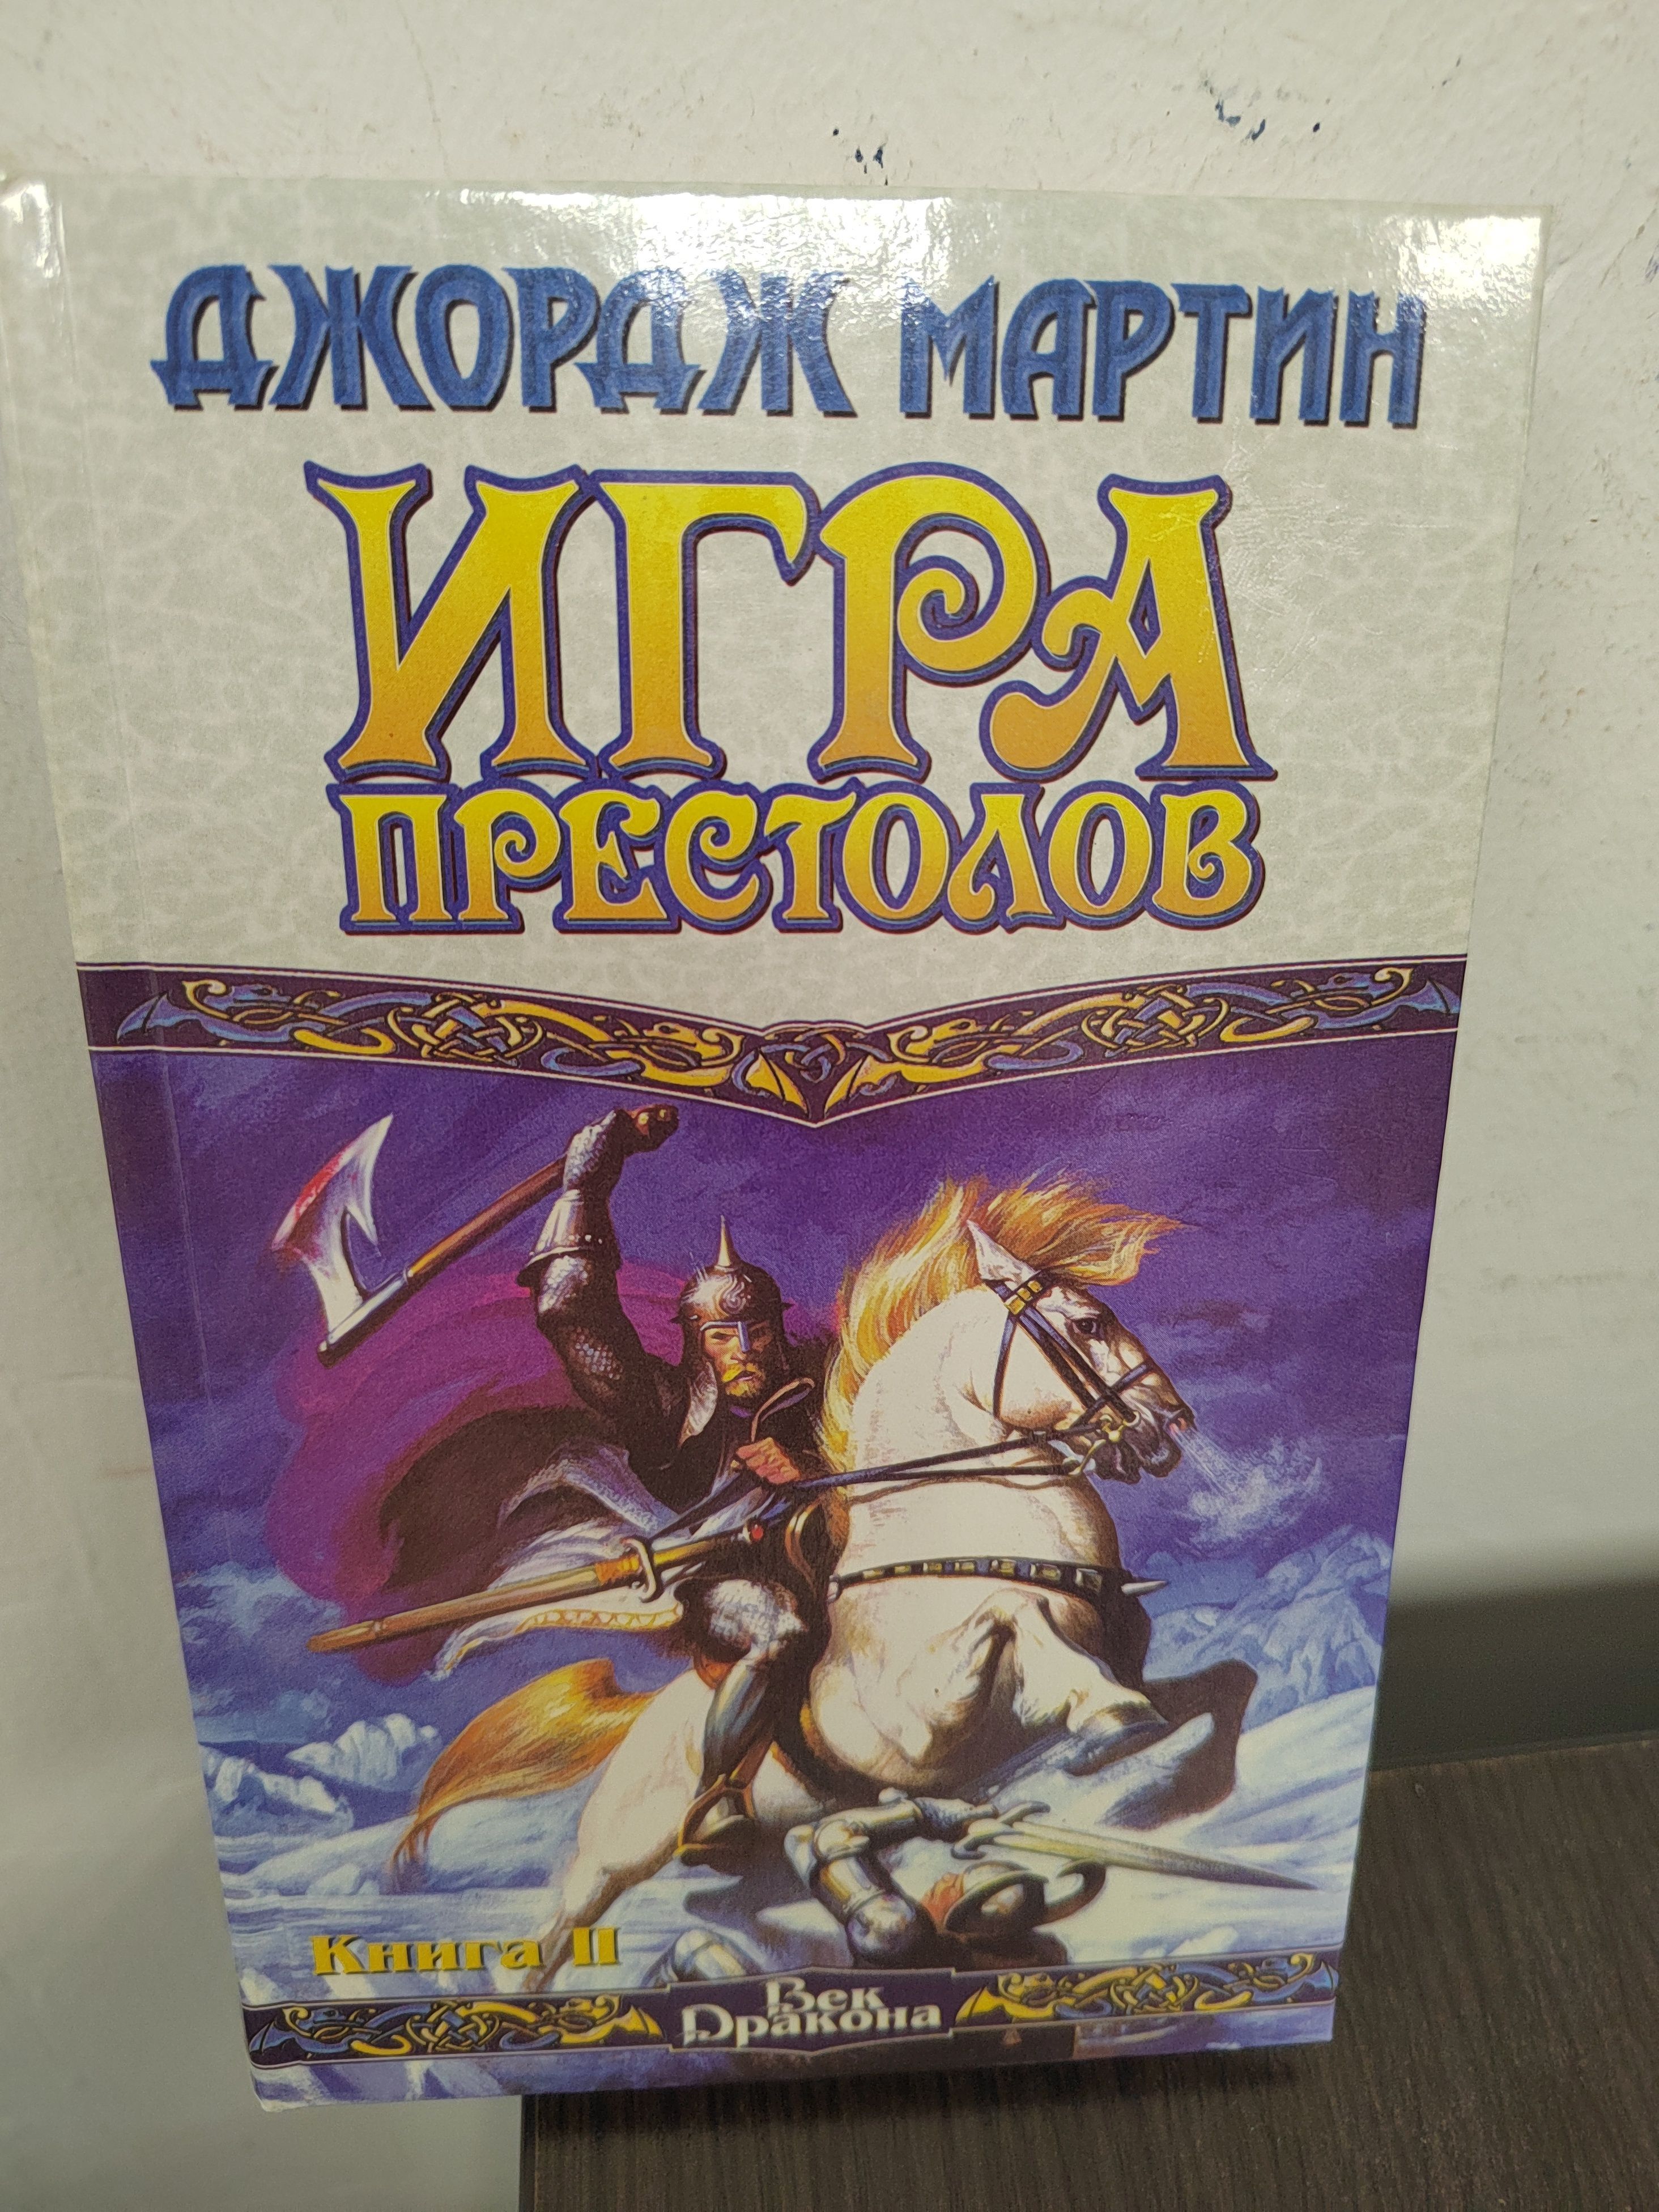 ДЖОРДЖ МАРТИН
ИГРА
ПРЕСТОЛОВ
Книга II
Век
Дракона